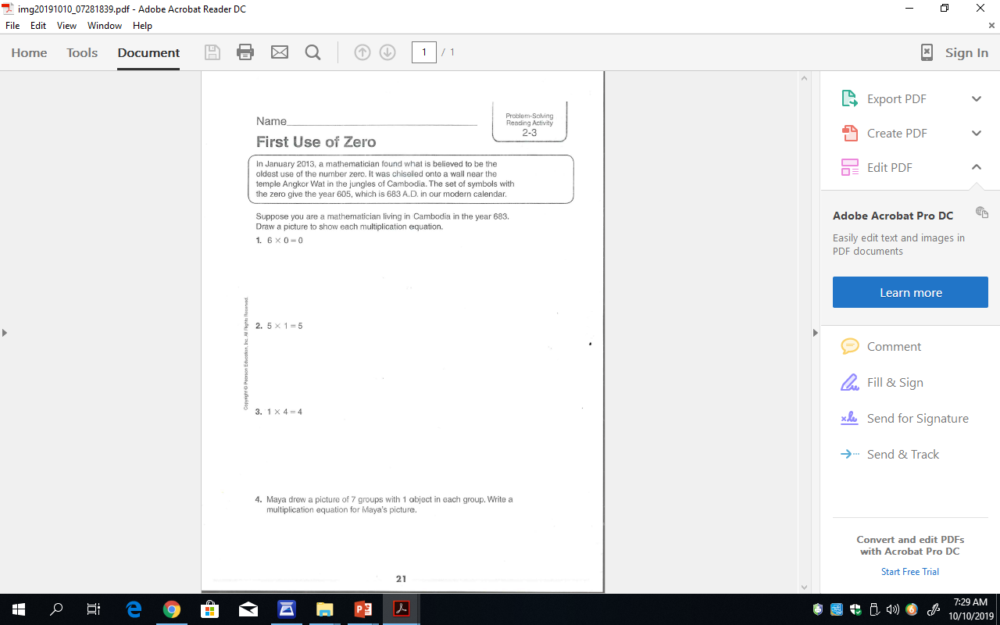 img20191010_07281839.pdf - Adobe Acrobat Reader DC
File Edit View Window Help
Home Tools Document 1 / 1 Sign In
Name
Problem-Solving
Reading Activity
2-3
First Use of Zero
In January 2013, a mathematician found what is believed to be the
oldest use of the number zero. It was chiselled onto a wall near the
temple Angkor Wat in the jungles of Cambodia. The set of symbols with
the zero give the year 605, which is 683 A.D. in our modern calendar.
Suppose you are a mathematician living in Cambodia in the year 683.
Draw a picture to show each multiplication equation.
1. 6 × 0 = 0
2. 5 × 1 = 5
3. 1 × 4 = 4
4. Maya drew a picture of 7 groups with 1 object in each group. Write a
multiplication equation for Maya's picture.
Copyright © Pearson Education, Inc. All Rights Reserved.
21
Export PDF
Create PDF
Edit PDF
Adobe Acrobat Pro DC
Easily edit text and images in
PDF documents
Learn more
Comment
Fill & Sign
Send for Signature
Send & Track
Convert and edit PDFs
with Acrobat Pro DC
Start Free Trial
7:29 AM
10/10/2019